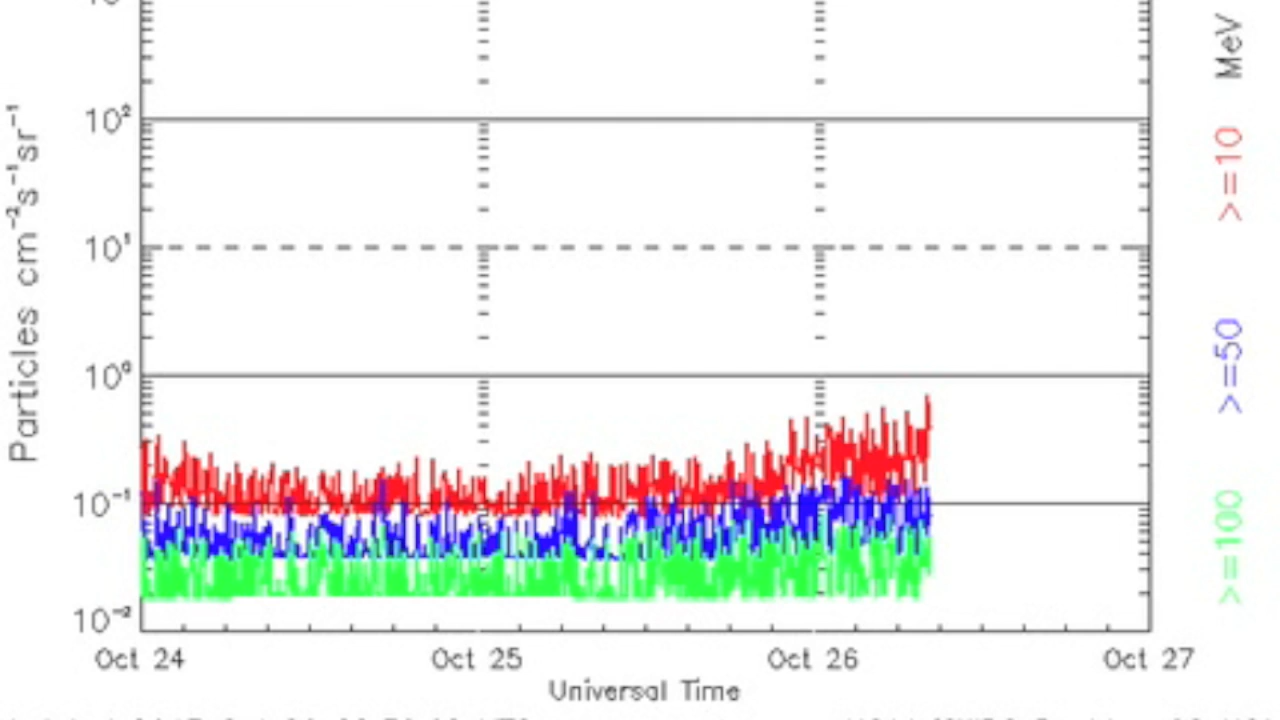 Particles cm⁻²s⁻¹sr⁻¹
10²
10¹
10⁰
10⁻¹
10⁻²
Oct 24 Oct 25 Oct 26 Oct 27
Universal Time
MeV
>=10
>=50
>=100